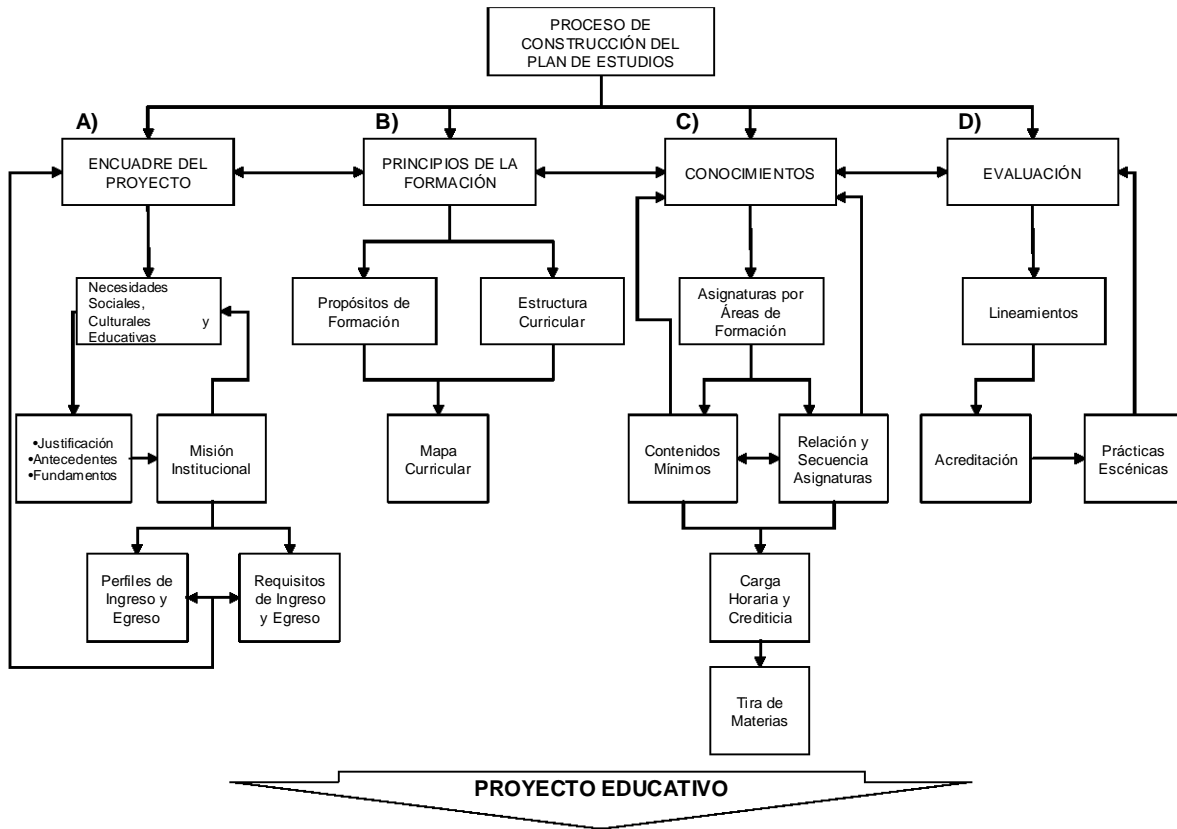 PROCESO DE
CONSTRUCCIÓN DEL
PLAN DE ESTUDIOS
A)
B)
C)
D)
ENCUADRE DEL
PROYECTO
PRINCIPIOS DE LA
FORMACIÓN
CONOCIMIENTOS
EVALUACIÓN
Necesidades
Sociales,
Culturales y
Educativas
Propósitos de
Formación
Estructura
Curricular
Asignaturas por
Áreas de
Formación
Lineamientos
•Justificación
•Antecedentes
•Fundamentos
Misión
Institucional
Mapa
Curricular
Contenidos
Mínimos
Relación y
Secuencia
Asignaturas
Acreditación
Prácticas
Escénicas
Perfiles de
Ingreso y
Egreso
Requisitos
de Ingreso
y Egreso
Carga
Horaria y
Crediticia
Tira de
Materias
PROYECTO EDUCATIVO